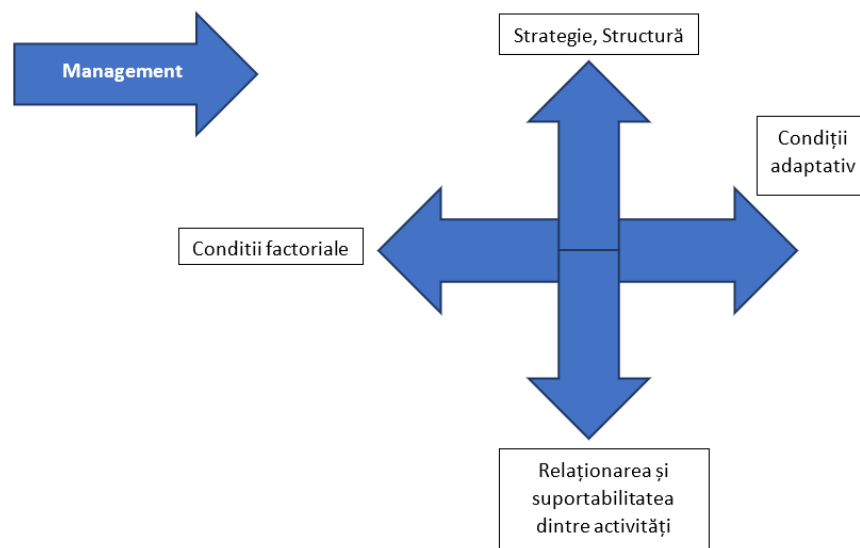 Strategie, Structură
Management
Condiții
adaptativ
Conditii factoriale
Relaționarea și
suportabilitatea
dintre activități